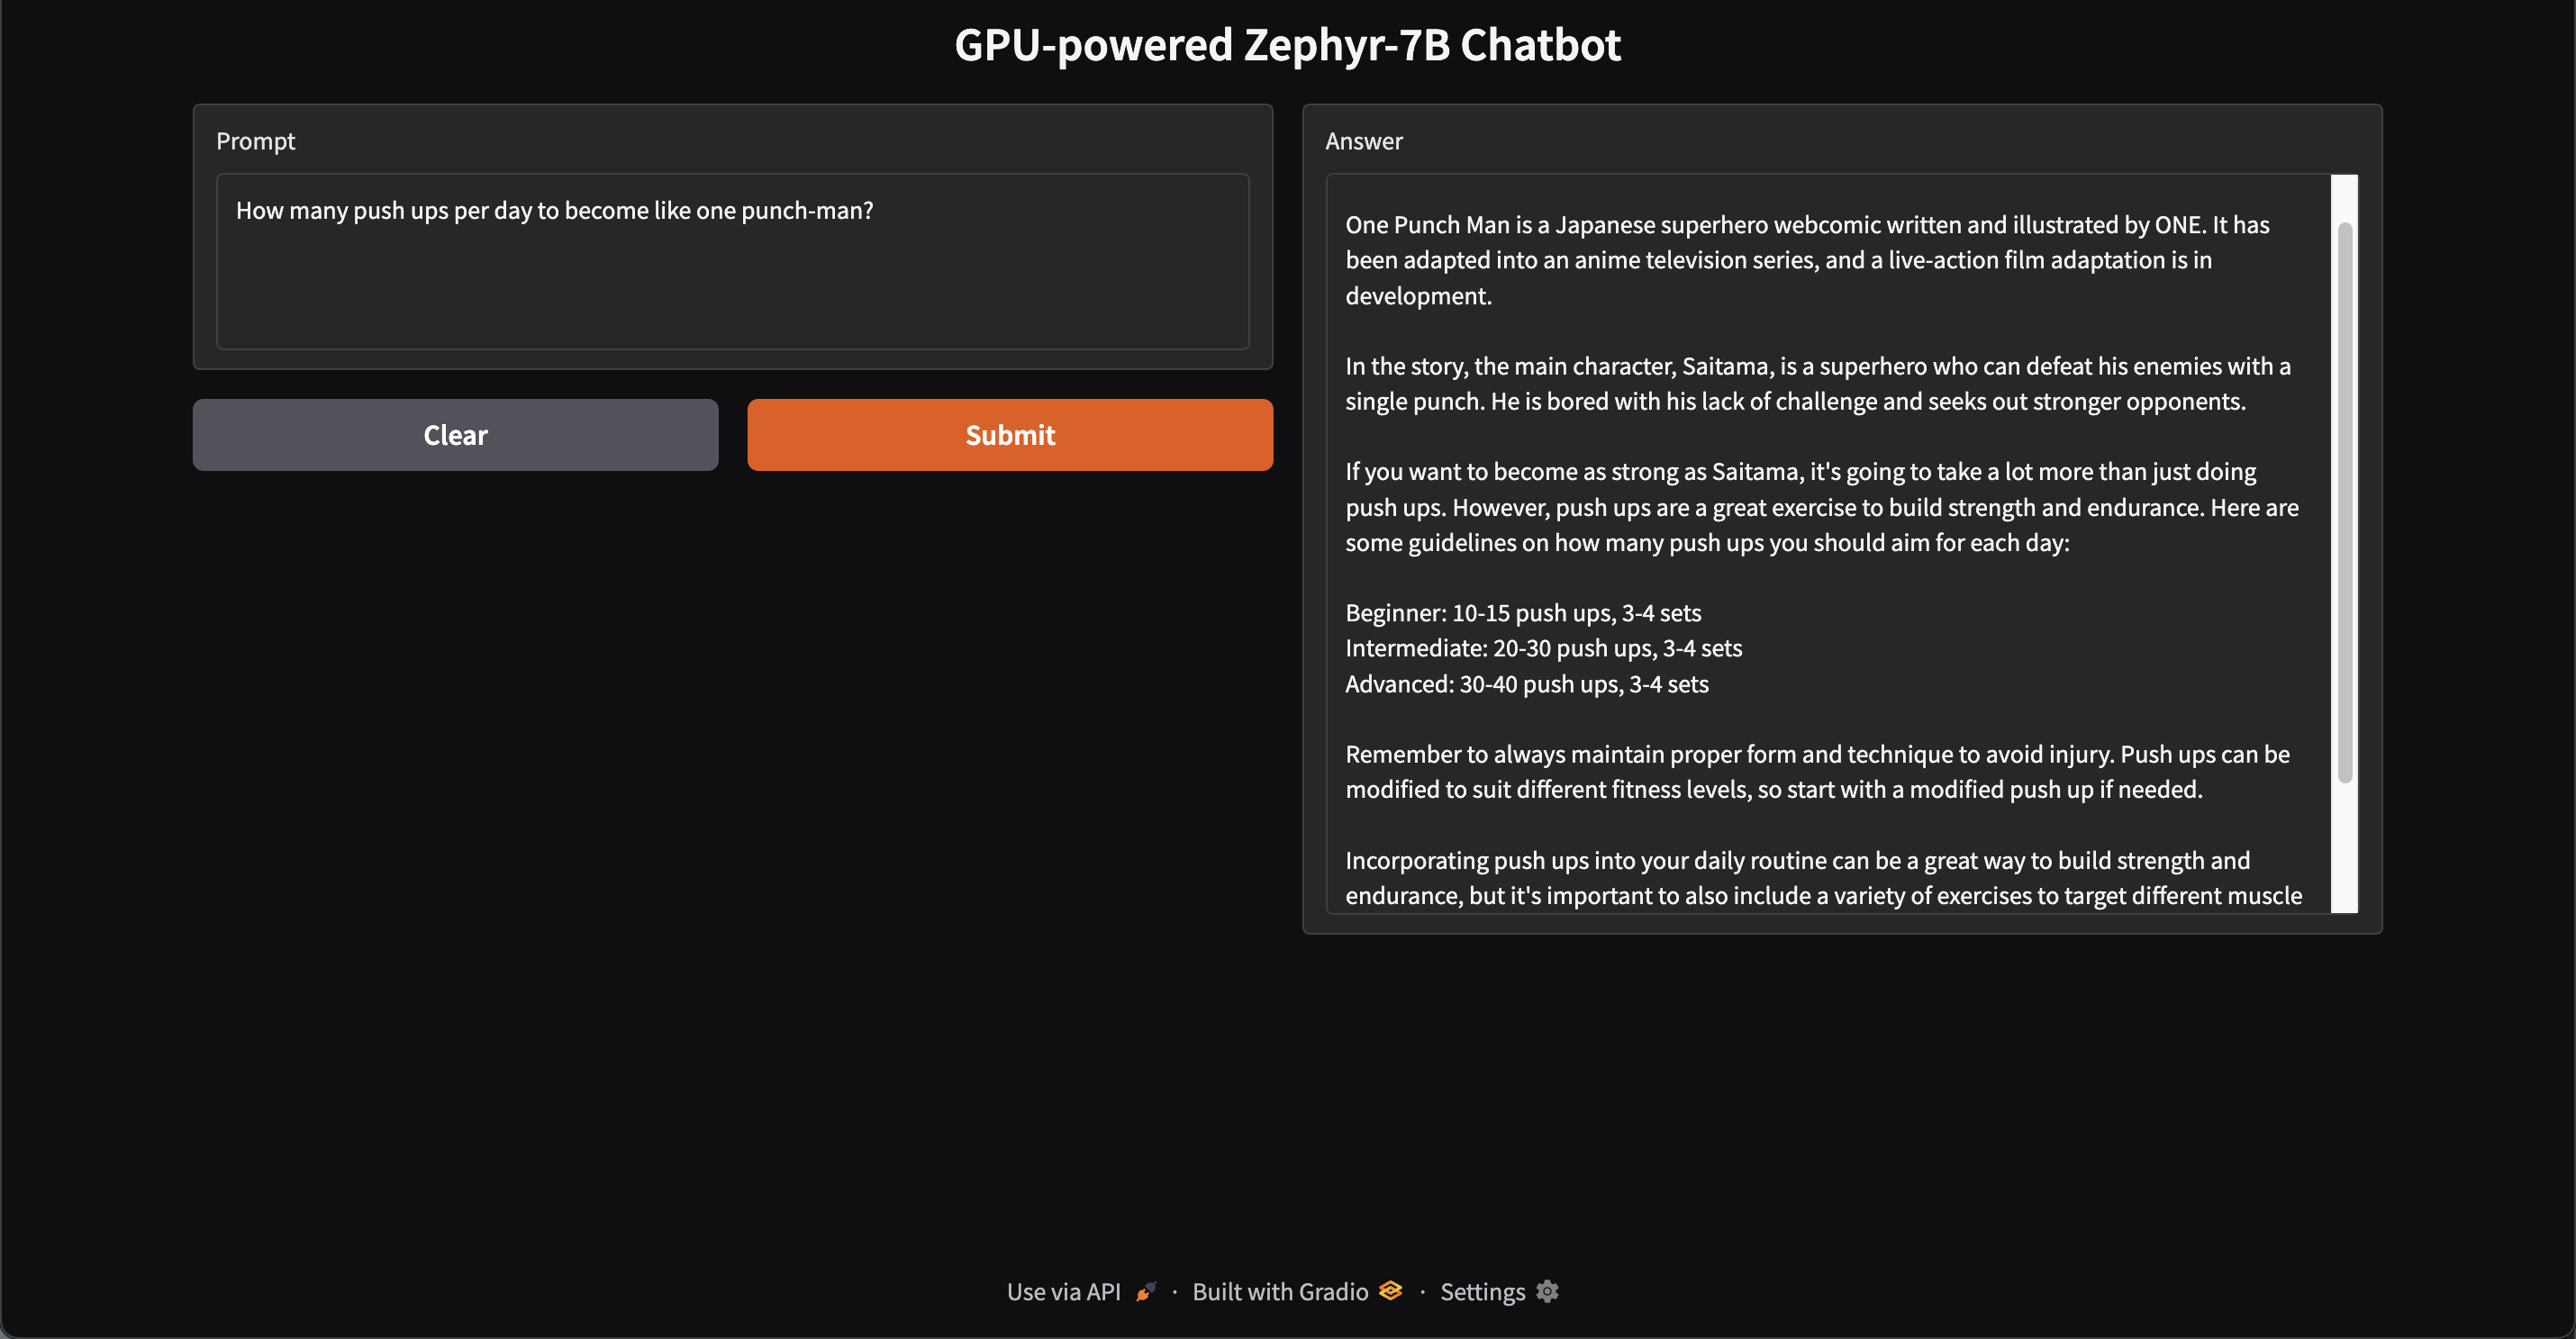 GPU-powered Zephyr-7B Chatbot
Prompt
How many push ups per day to become like one punch-man?
Clear
Submit
Answer
One Punch Man is a Japanese superhero webcomic written and illustrated by ONE. It has
been adapted into an anime television series, and a live-action film adaptation is in
development.
In the story, the main character, Saitama, is a superhero who can defeat his enemies with a
single punch. He is bored with his lack of challenge and seeks out stronger opponents.
If you want to become as strong as Saitama, it's going to take a lot more than just doing
push ups. However, push ups are a great exercise to build strength and endurance. Here are
some guidelines on how many push ups you should aim for each day:
Beginner: 10-15 push ups, 3-4 sets
Intermediate: 20-30 push ups, 3-4 sets
Advanced: 30-40 push ups, 3-4 sets
Remember to always maintain proper form and technique to avoid injury. Push ups can be
modified to suit different fitness levels, so start with a modified push up if needed.
Incorporating push ups into your daily routine can be a great way to build strength and
endurance, but it's important to also include a variety of exercises to target different muscle
Use via API · Built with Gradio · Settings